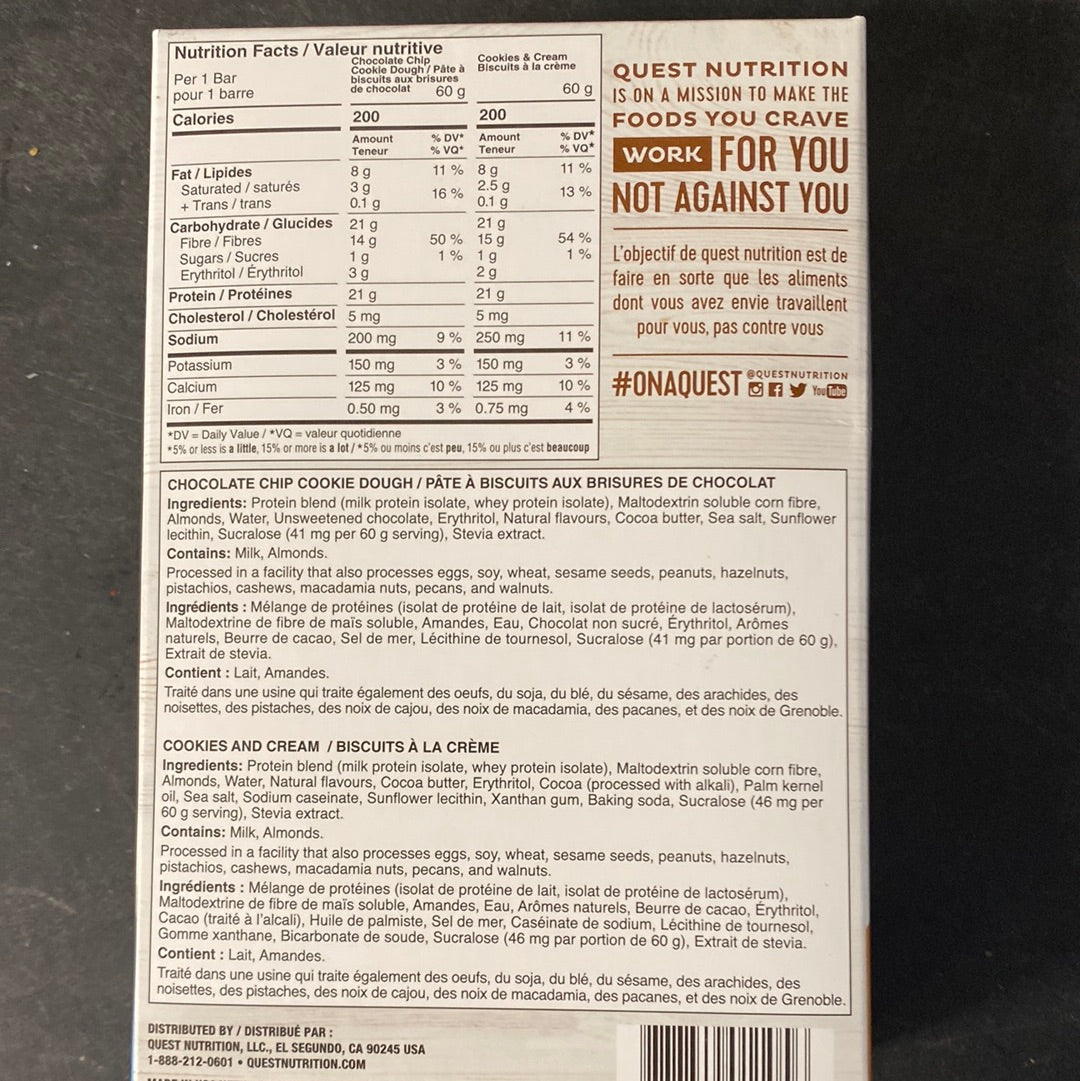 Nutrition Facts / Valeur nutritive
Per 1 Bar
pour 1 barre
Chocolate Chip
Cookie Dough / Pâte à
biscuits aux brisures
de chocolat 60 g
Cookies & Cream
Biscuits à la crème
60 g
Calories 200 200
Amount % DV* Amount % DV*
Teneur % VQ* Teneur % VQ*
Fat / Lipides 8 g 11 % 8 g 11 %
Saturated / saturés 3 g 16 % 2.5 g 13 %
+ Trans / trans 0.1 g 0.1 g
Carbohydrate / Glucides 21 g 21 g
Fibre / Fibres 14 g 50 % 15 g 54 %
Sugars / Sucres 1 g 1 % 1 g 1 %
Erythritol / Érythritol 3 g 2 g
Protein / Protéines 21 g 21 g
Cholesterol / Cholestérol 5 mg 5 mg
Sodium 200 mg 9 % 250 mg 11 %
Potassium 150 mg 3 % 150 mg 3 %
Calcium 125 mg 10 % 125 mg 10 %
Iron / Fer 0.50 mg 3 % 0.75 mg 4 %
*DV = Daily Value / *VQ = valeur quotidienne
*5% or less is a little, 15% or more is a lot / *5% ou moins c'est peu, 15% ou plus c'est beaucoup
QUEST NUTRITION
IS ON A MISSION TO MAKE THE
FOODS YOU CRAVE
WORK FOR YOU
NOT AGAINST YOU
L'objectif de quest nutrition est de
faire en sorte que les aliments
dont vous avez envie travaillent
pour vous, pas contre vous
#ONAQUEST @QUESTNUTRITION
YouTube
CHOCOLATE CHIP COOKIE DOUGH / PÂTE À BISCUITS AUX BRISURES DE CHOCOLAT
Ingredients: Protein blend (milk protein isolate, whey protein isolate), Maltodextrin soluble corn fibre,
Almonds, Water, Unsweetened chocolate, Erythritol, Natural flavours, Cocoa butter, Sea salt, Sunflower
lecithin, Sucralose (41 mg per 60 g serving), Stevia extract.
Contains: Milk, Almonds.
Processed in a facility that also processes eggs, soy, wheat, sesame seeds, peanuts, hazelnuts,
pistachios, cashews, macadamia nuts, pecans, and walnuts.
Ingrédients : Mélange de protéines (isolat de protéine de lait, isolat de protéine de lactosérum),
Maltodextrine de fibre de maïs soluble, Amandes, Eau, Chocolat non sucré, Érythritol, Arômes
naturels, Beurre de cacao, Sel de mer, Lécithine de tournesol, Sucralose (41 mg par portion de 60 g),
Extrait de stevia.
Contient : Lait, Amandes.
Traité dans une usine qui traite également des oeufs, du soja, du blé, du sésame, des arachides, des
noisettes, des pistaches, des noix de cajou, des noix de macadamia, des pacanes, et des noix de Grenoble.
COOKIES AND CREAM / BISCUITS À LA CRÈME
Ingredients: Protein blend (milk protein isolate, whey protein isolate), Maltodextrin soluble corn fibre,
Almonds, Water, Natural flavours, Cocoa butter, Erythritol, Cocoa (processed with alkali), Palm kernel
oil, Sea salt, Sodium caseinate, Sunflower lecithin, Xanthan gum, Baking soda, Sucralose (46 mg per
60 g serving), Stevia extract.
Contains: Milk, Almonds.
Processed in a facility that also processes eggs, soy, wheat, sesame seeds, peanuts, hazelnuts,
pistachios, cashews, macadamia nuts, pecans, and walnuts.
Ingrédients : Mélange de protéines (isolat de protéine de lait, isolat de protéine de lactosérum),
Maltodextrine de fibre de maïs soluble, Amandes, Eau, Arômes naturels, Beurre de cacao, Érythritol,
Cacao (traité à l'alcali), Huile de palmiste, Sel de mer, Caséinate de sodium, Lécithine de tournesol,
Gomme xanthane, Bicarbonate de soude, Sucralose (46 mg par portion de 60 g), Extrait de stevia.
Contient : Lait, Amandes.
Traité dans une usine qui traite également des oeufs, du soja, du blé, du sésame, des arachides, des
noisettes, des pistaches, des noix de cajou, des noix de macadamia, des pacanes, et des noix de Grenoble.
DISTRIBUTED BY / DISTRIBUÉ PAR :
QUEST NUTRITION, LLC., EL SEGUNDO, CA 90245 USA
1-888-212-0601 • QUESTNUTRITION.COM